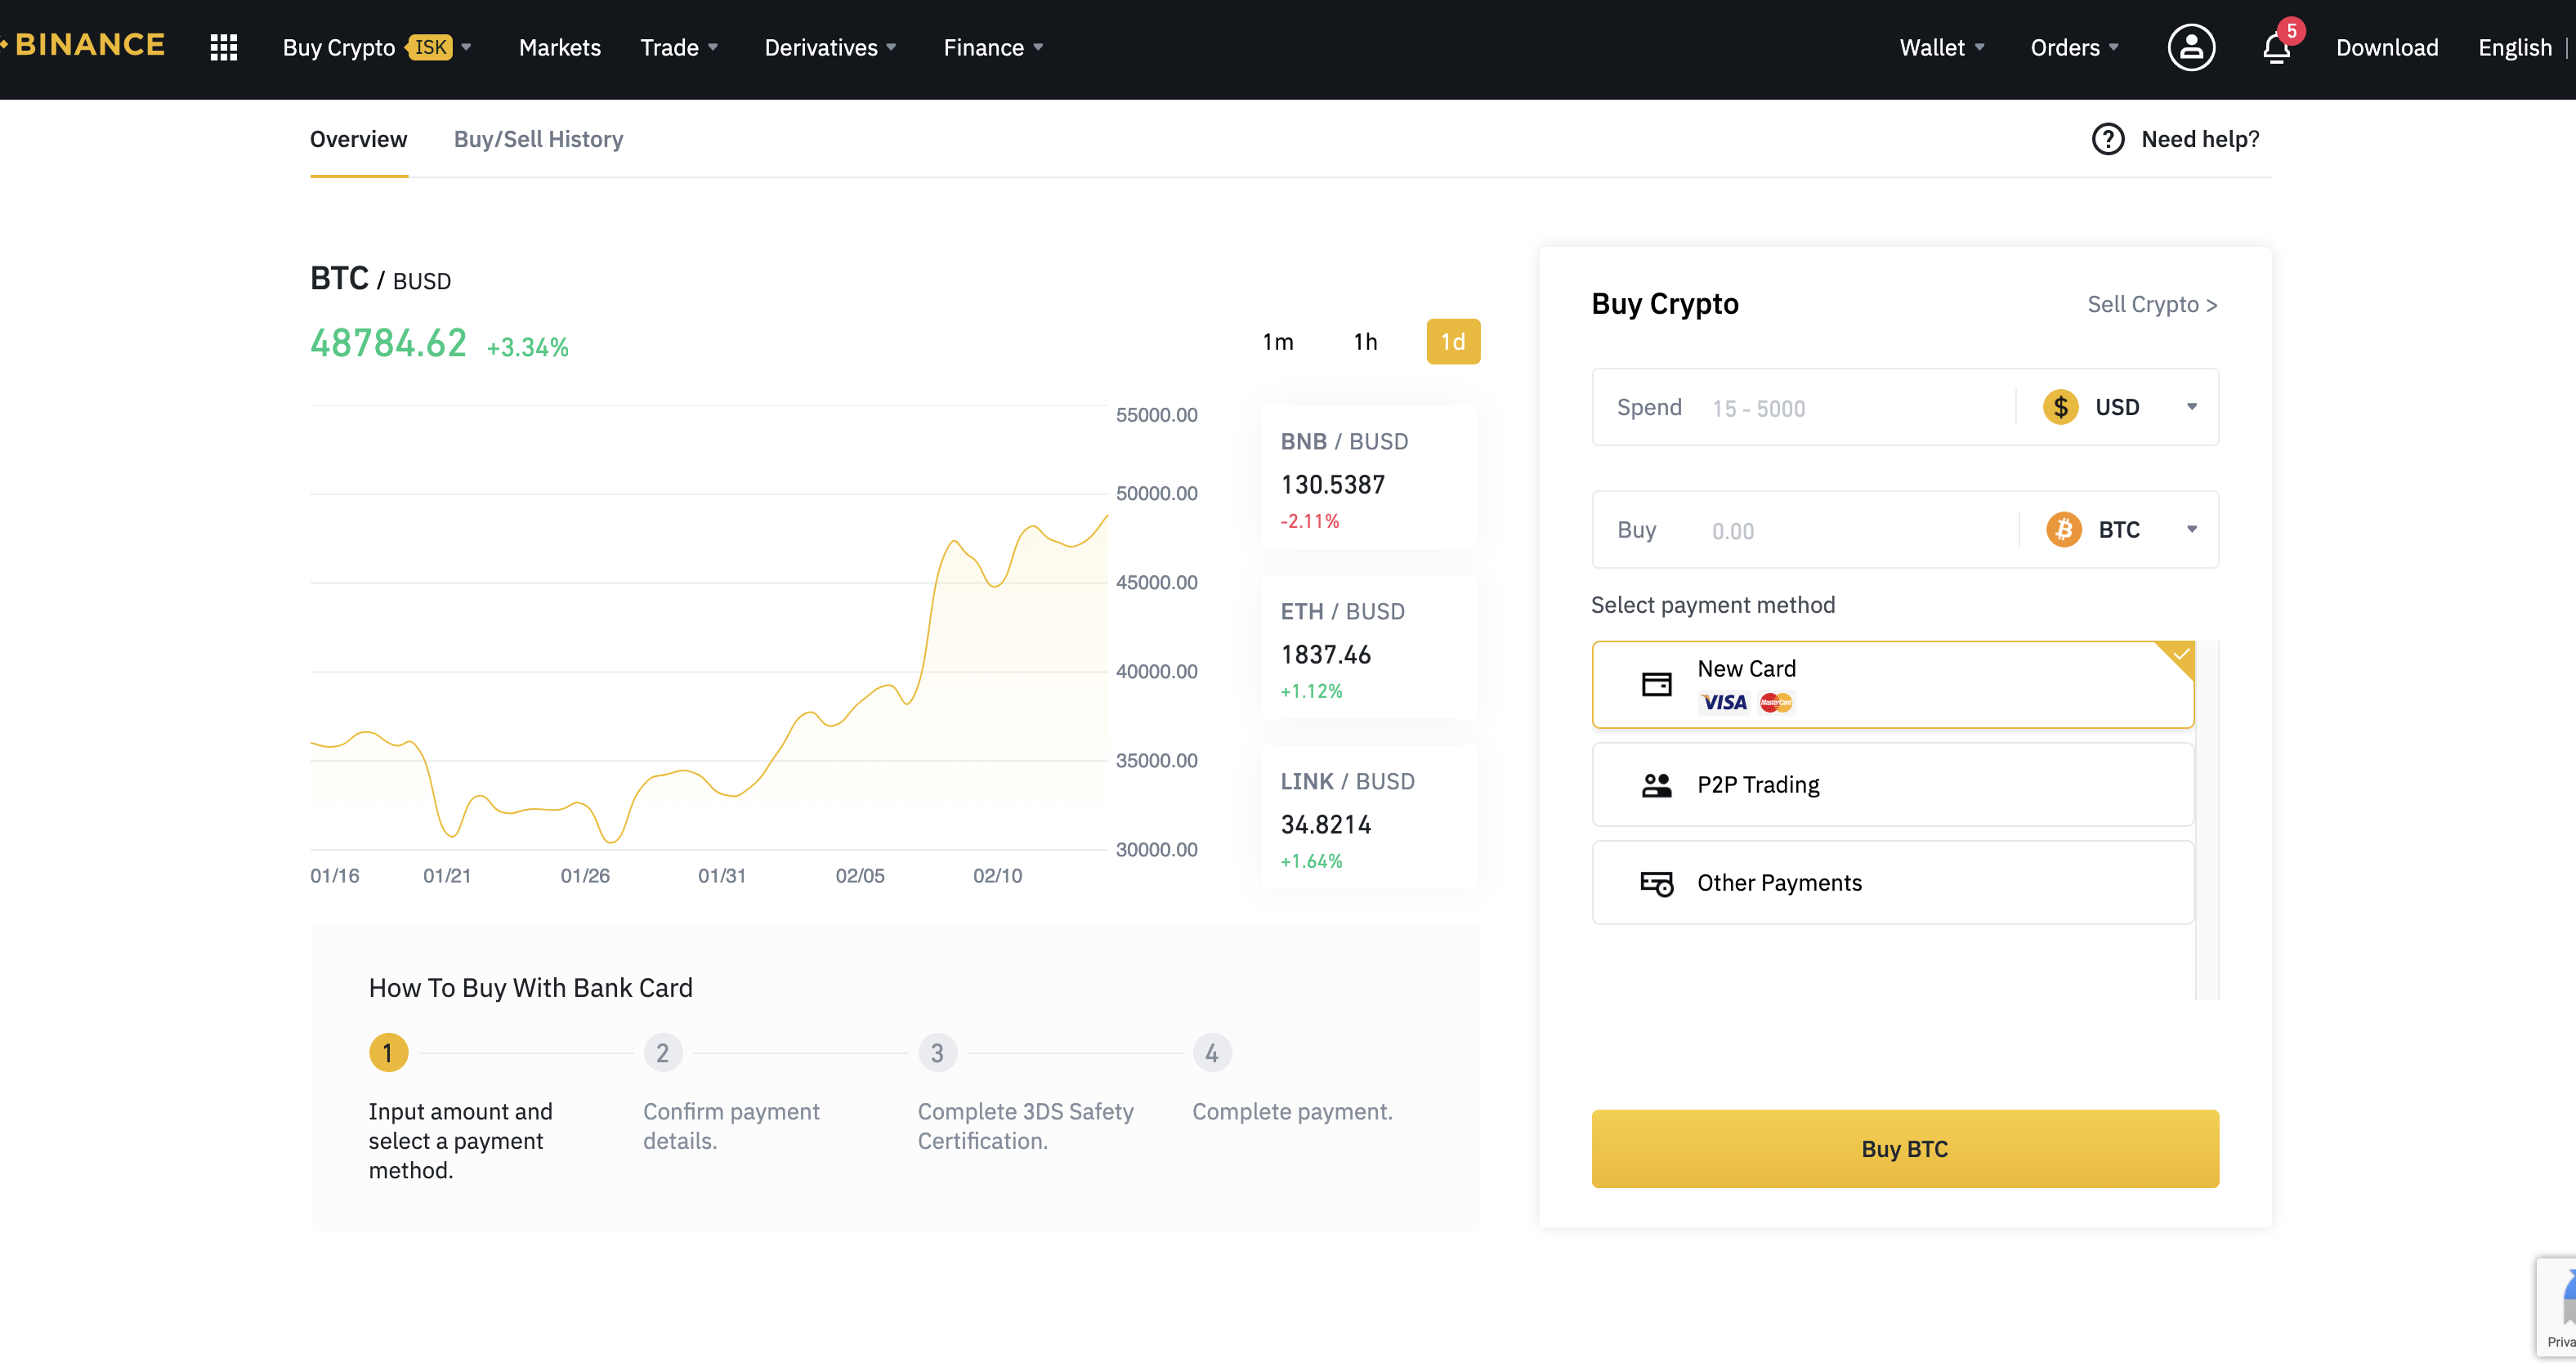 BINANCE
Buy Crypto ISK
Markets
Trade
Derivatives
Finance
Wallet
Orders
5
Download
English
Overview
Buy/Sell History
Need help?
BTC / BUSD
48784.62 +3.34%
1m 1h 1d
55000.00
50000.00
45000.00
40000.00
35000.00
30000.00
01/16 01/21 01/26 01/31 02/05 02/10
BNB / BUSD
130.5387
-2.11%
ETH / BUSD
1837.46
+1.12%
LINK / BUSD
34.8214
+1.64%
How To Buy With Bank Card
1
Input amount and
select a payment
method.
2
Confirm payment
details.
3
Complete 3DS Safety
Certification.
4
Complete payment.
Buy Crypto
Sell Crypto >
Spend 15 - 5000 $ USD
Buy 0.00 BTC
Select payment method
New Card
VISA MasterCard
P2P Trading
Other Payments
Buy BTC